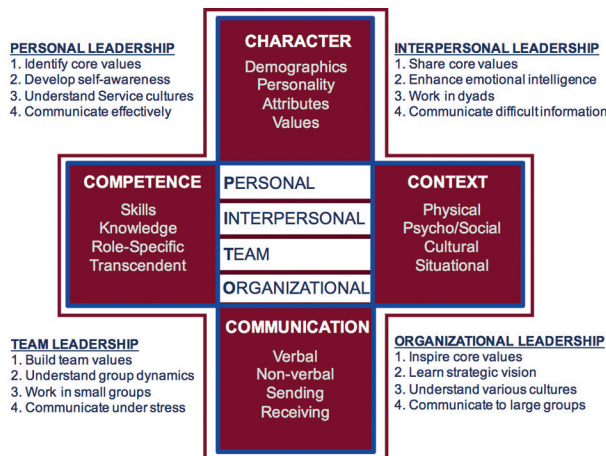 PERSONAL LEADERSHIP
1. Identify core values
2. Develop self-awareness
3. Understand Service cultures
4. Communicate effectively
CHARACTER
Demographics
Personality
Attributes
Values
INTERPERSONAL LEADERSHIP
1. Share core values
2. Enhance emotional intelligence
3. Work in dyads
4. Communicate difficult information
COMPETENCE
Skills
Knowledge
Role-Specific
Transcendent
PERSONAL
INTERPERSONAL
TEAM
ORGANIZATIONAL
CONTEXT
Physical
Psycho/Social
Cultural
Situational
TEAM LEADERSHIP
1. Build team values
2. Understand group dynamics
3. Work in small groups
4. Communicate under stress
COMMUNICATION
Verbal
Non-verbal
Sending
Receiving
ORGANIZATIONAL LEADERSHIP
1. Inspire core values
2. Learn strategic vision
3. Understand various cultures
4. Communicate to large groups